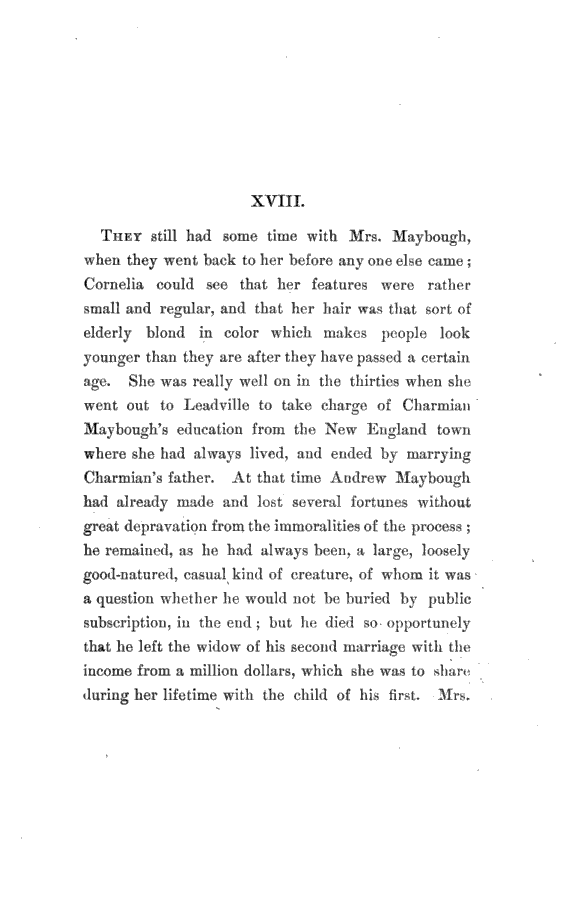 XVIII.
THEY still had some time with Mrs. Maybough,
when they went back to her before any one else came ;
Cornelia could see that her features were rather
small and regular, and that her hair was that sort of
elderly blond in color which makes people look
younger than they are after they have passed a certain
age. She was really well on in the thirties when she
went out to Leadville to take charge of Charmian
Maybough's education from the New England town
where she had always lived, and ended by marrying
Charmian's father. At that time Andrew Maybough
had already made and lost several fortunes without
great depravation from the immoralities of the process ;
he remained, as he had always been, a large, loosely
good-natured, casual kind of creature, of whom it was
a question whether he would not be buried by public
subscription, in the end ; but he died so opportunely
that he left the widow of his second marriage with the
income from a million dollars, which she was to share
during her lifetime with the child of his first. Mrs.